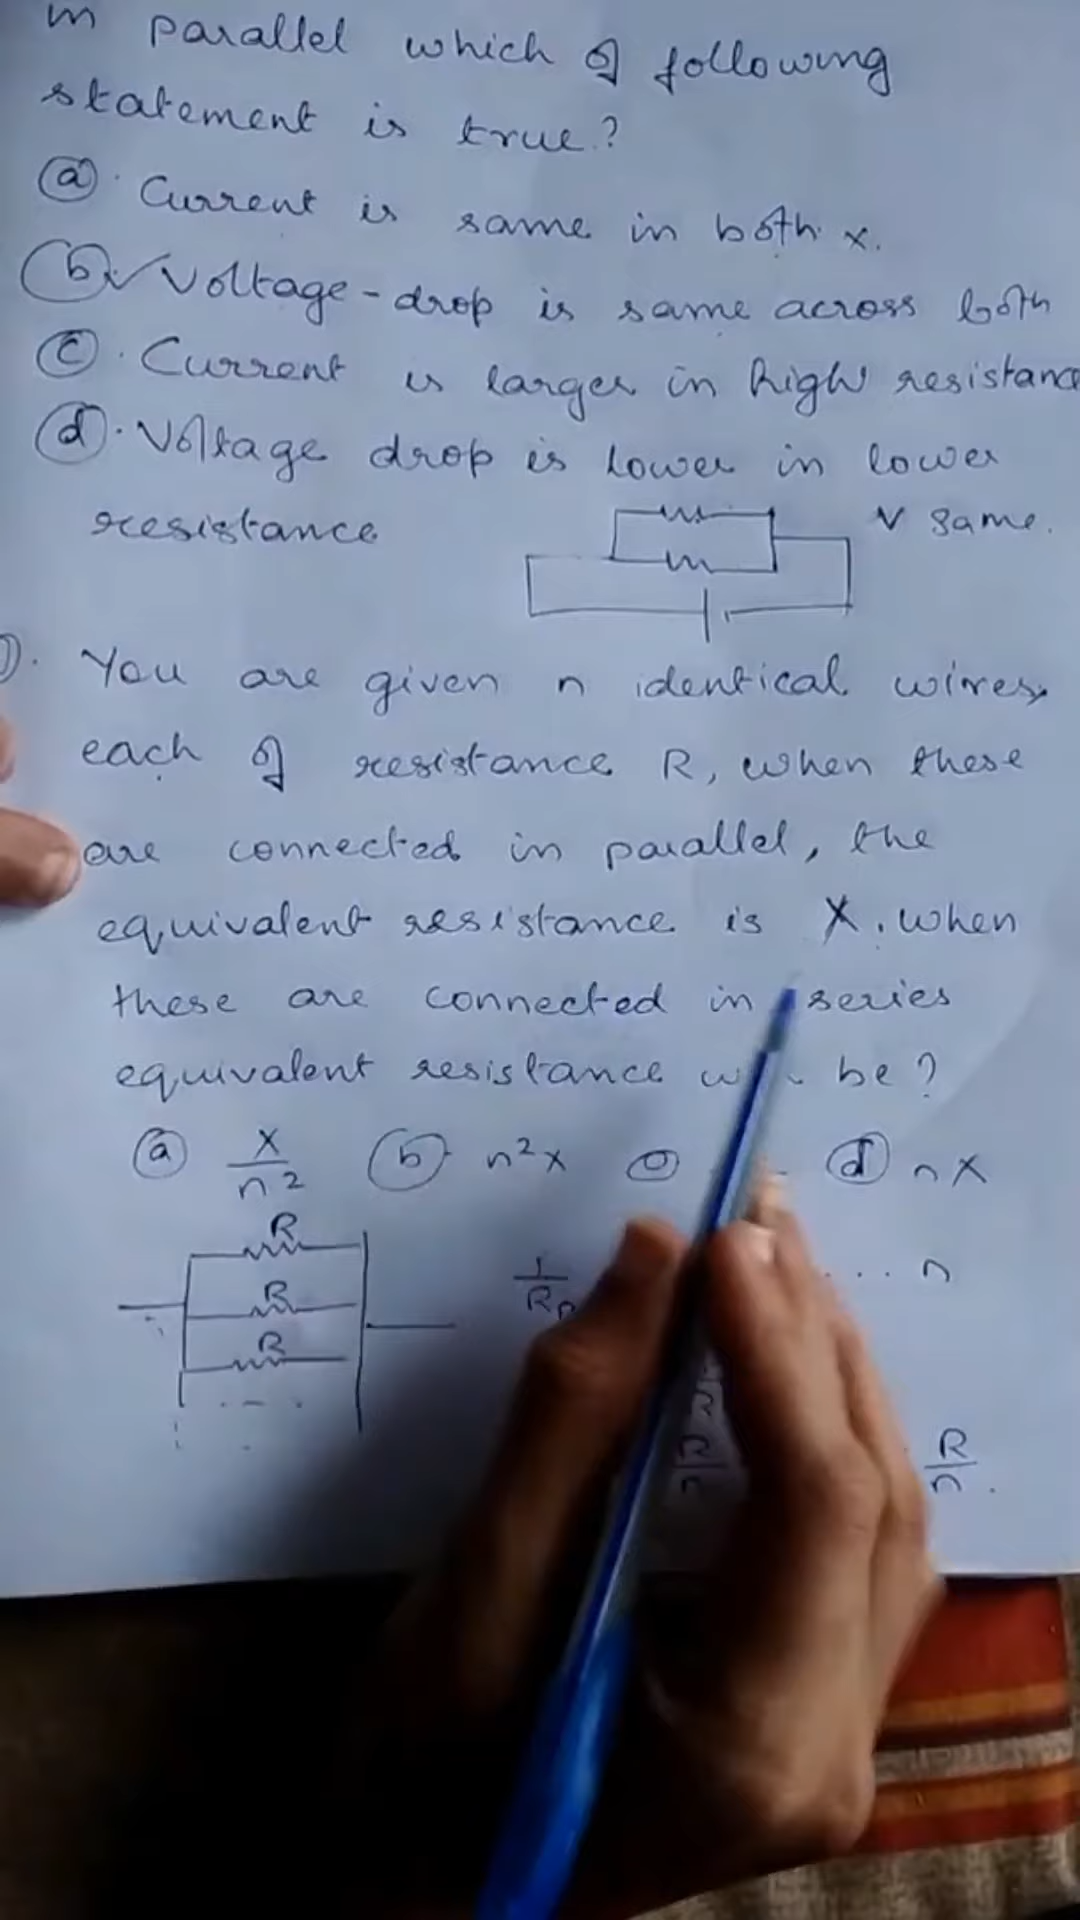 in parallel which of following
statement is true?
(a). Current is same in both x.
(b) ✓ Voltage-drop is same across both
(c). Current is larger in high resistance
(d). Voltage drop is lower in lower
resistance
V same.
You are given n identical wires,
each of resistance R, when these
are connected in parallel, the
equivalent resistance is X. when
these are connected in series
equivalent resistance be?
(a) X/n² (b) n²x (d) nX
R
R
R
1/R
.... n
R/n.